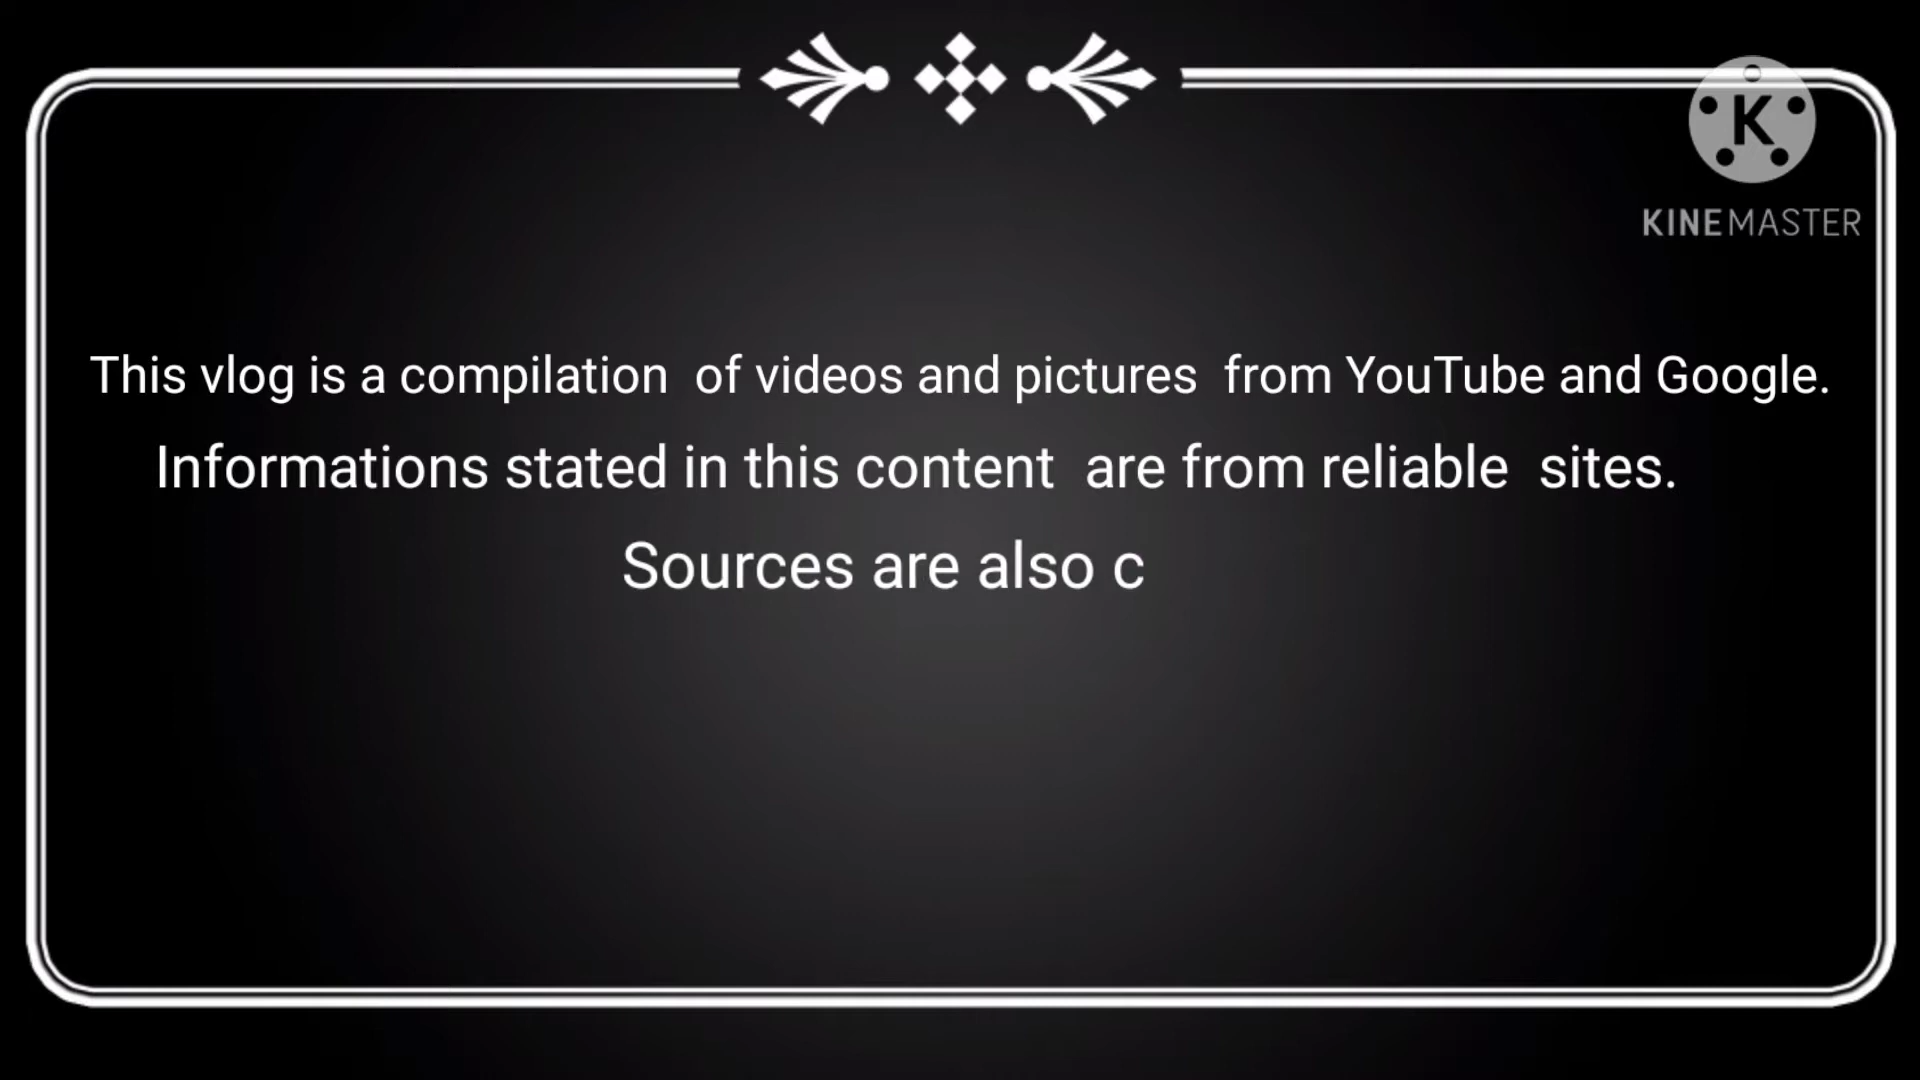 K
KINEMASTER
This vlog is a compilation  of videos and pictures  from YouTube and Google.
Informations stated in this content  are from reliable  sites.
Sources are also c